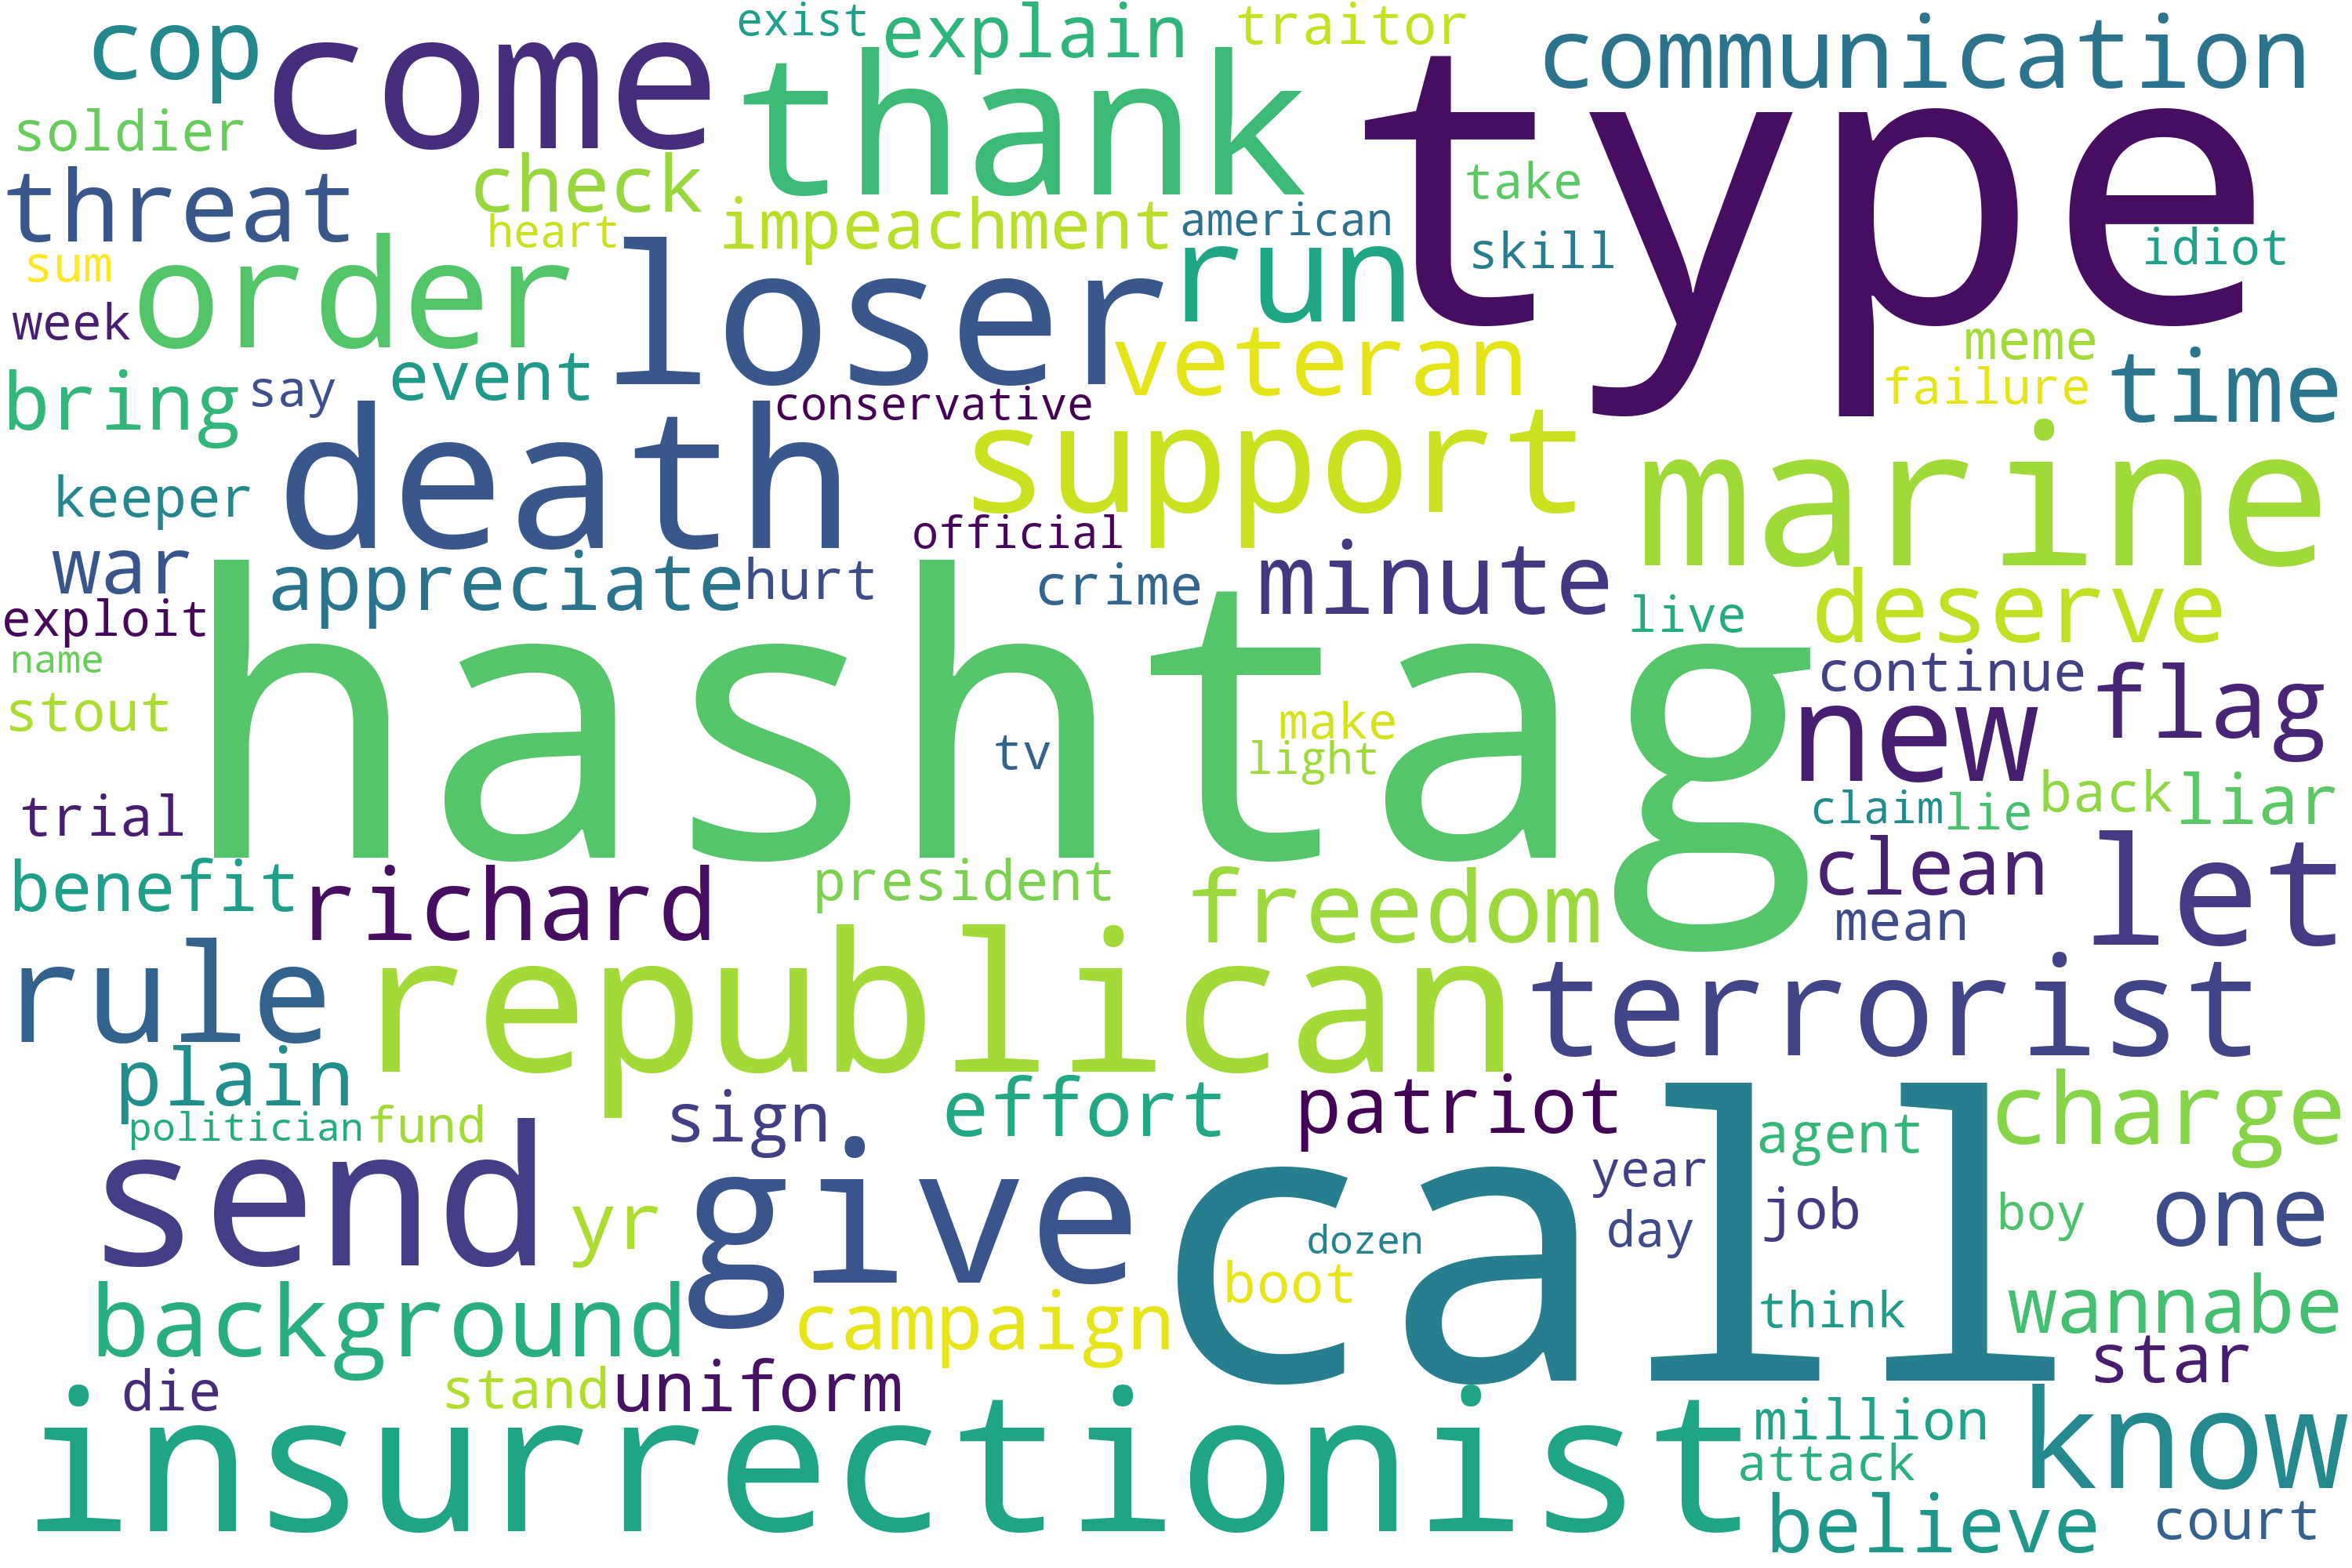 cop come exist explain traitor communication
soldier thank type
threat check take
heart impeachment american skill idiot
sum order loser run
week event veteran meme time
bring say conservative failure
death support marine
keeper official
war appreciate hurt crime minute deserve
exploit live
name hashtag continue flag
stout make new
tv light
trial claim lie back liar
benefit richard president freedom clean let
mean
rule republican terrorist
plain effort patriot charge
politician fund sign agent
send give call year job boy one
yr day
dozen
background campaign boot think wannabe
die stand uniform star
insurrectionist million know
attack
believe court